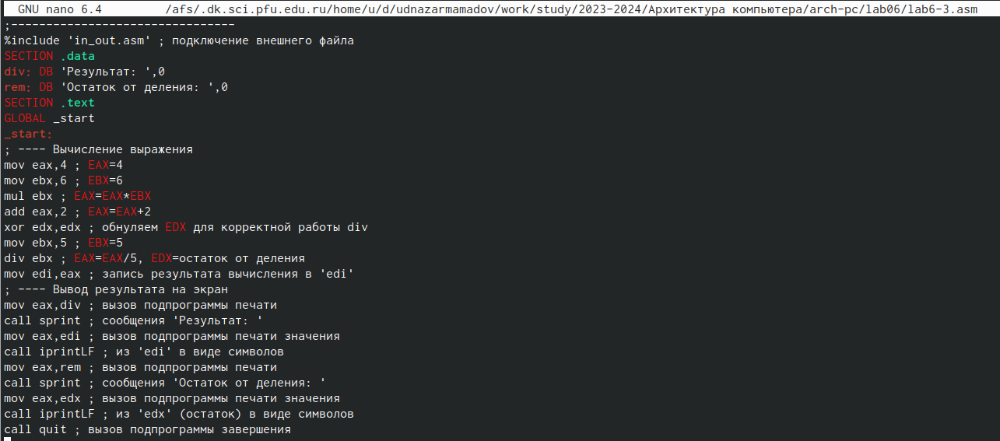 GNU nano 6.4 /afs/.dk.sci.pfu.edu.ru/home/u/d/udnazarmamadov/work/study/2023-2024/Архитектура компьютера/arch-pc/lab06/lab6-3.asm
;--------------------------------
%include 'in_out.asm' ; подключение внешнего файла
SECTION .data
div: DB 'Результат: ',0
rem: DB 'Остаток от деления: ',0
SECTION .text
GLOBAL _start
_start:
; ---- Вычисление выражения
mov eax,4 ; EAX=4
mov ebx,6 ; EBX=6
mul ebx ; EAX=EAX*EBX
add eax,2 ; EAX=EAX+2
xor edx,edx ; обнуляем EDX для корректной работы div
mov ebx,5 ; EBX=5
div ebx ; EAX=EAX/5, EDX=остаток от деления
mov edi,eax ; запись результата вычисления в 'edi'
; ---- Вывод результата на экран
mov eax,div ; вызов подпрограммы печати
call sprint ; сообщения 'Результат: '
mov eax,edi ; вызов подпрограммы печати значения
call iprintLF ; из 'edi' в виде символов
mov eax,rem ; вызов подпрограммы печати
call sprint ; сообщения 'Остаток от деления: '
mov eax,edx ; вызов подпрограммы печати значения
call iprintLF ; из 'edx' (остаток) в виде символов
call quit ; вызов подпрограммы завершения